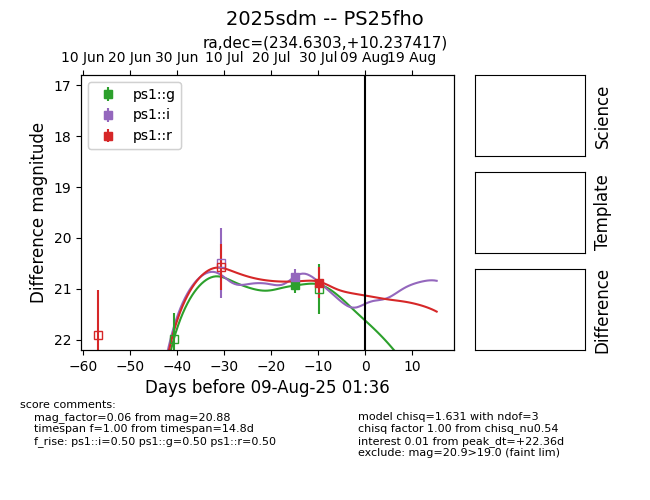 2025sdm -- PS25fho
ra,dec=(234.6303,+10.237417)
10 Jun 20 Jun 30 Jun 10 Jul 20 Jul 30 Jul 09 Aug 19 Aug
17
18
19
20
21
22
Difference magnitude
ps1::g
ps1::i
ps1::r
−60 −50 −40 −30 −20 −10 0 10
Days before 09-Aug-25 01:36
Science
Template
Difference
score comments:
mag_factor=0.06 from mag=20.88
timespan f=1.00 from timespan=14.8d
f_rise: ps1::i=0.50 ps1::g=0.50 ps1::r=0.50
model chisq=1.631 with ndof=3
chisq factor 1.00 from chisq_nu0.54
interest 0.01 from peak_dt=+22.36d
exclude: mag=20.9>19.0 (faint lim)